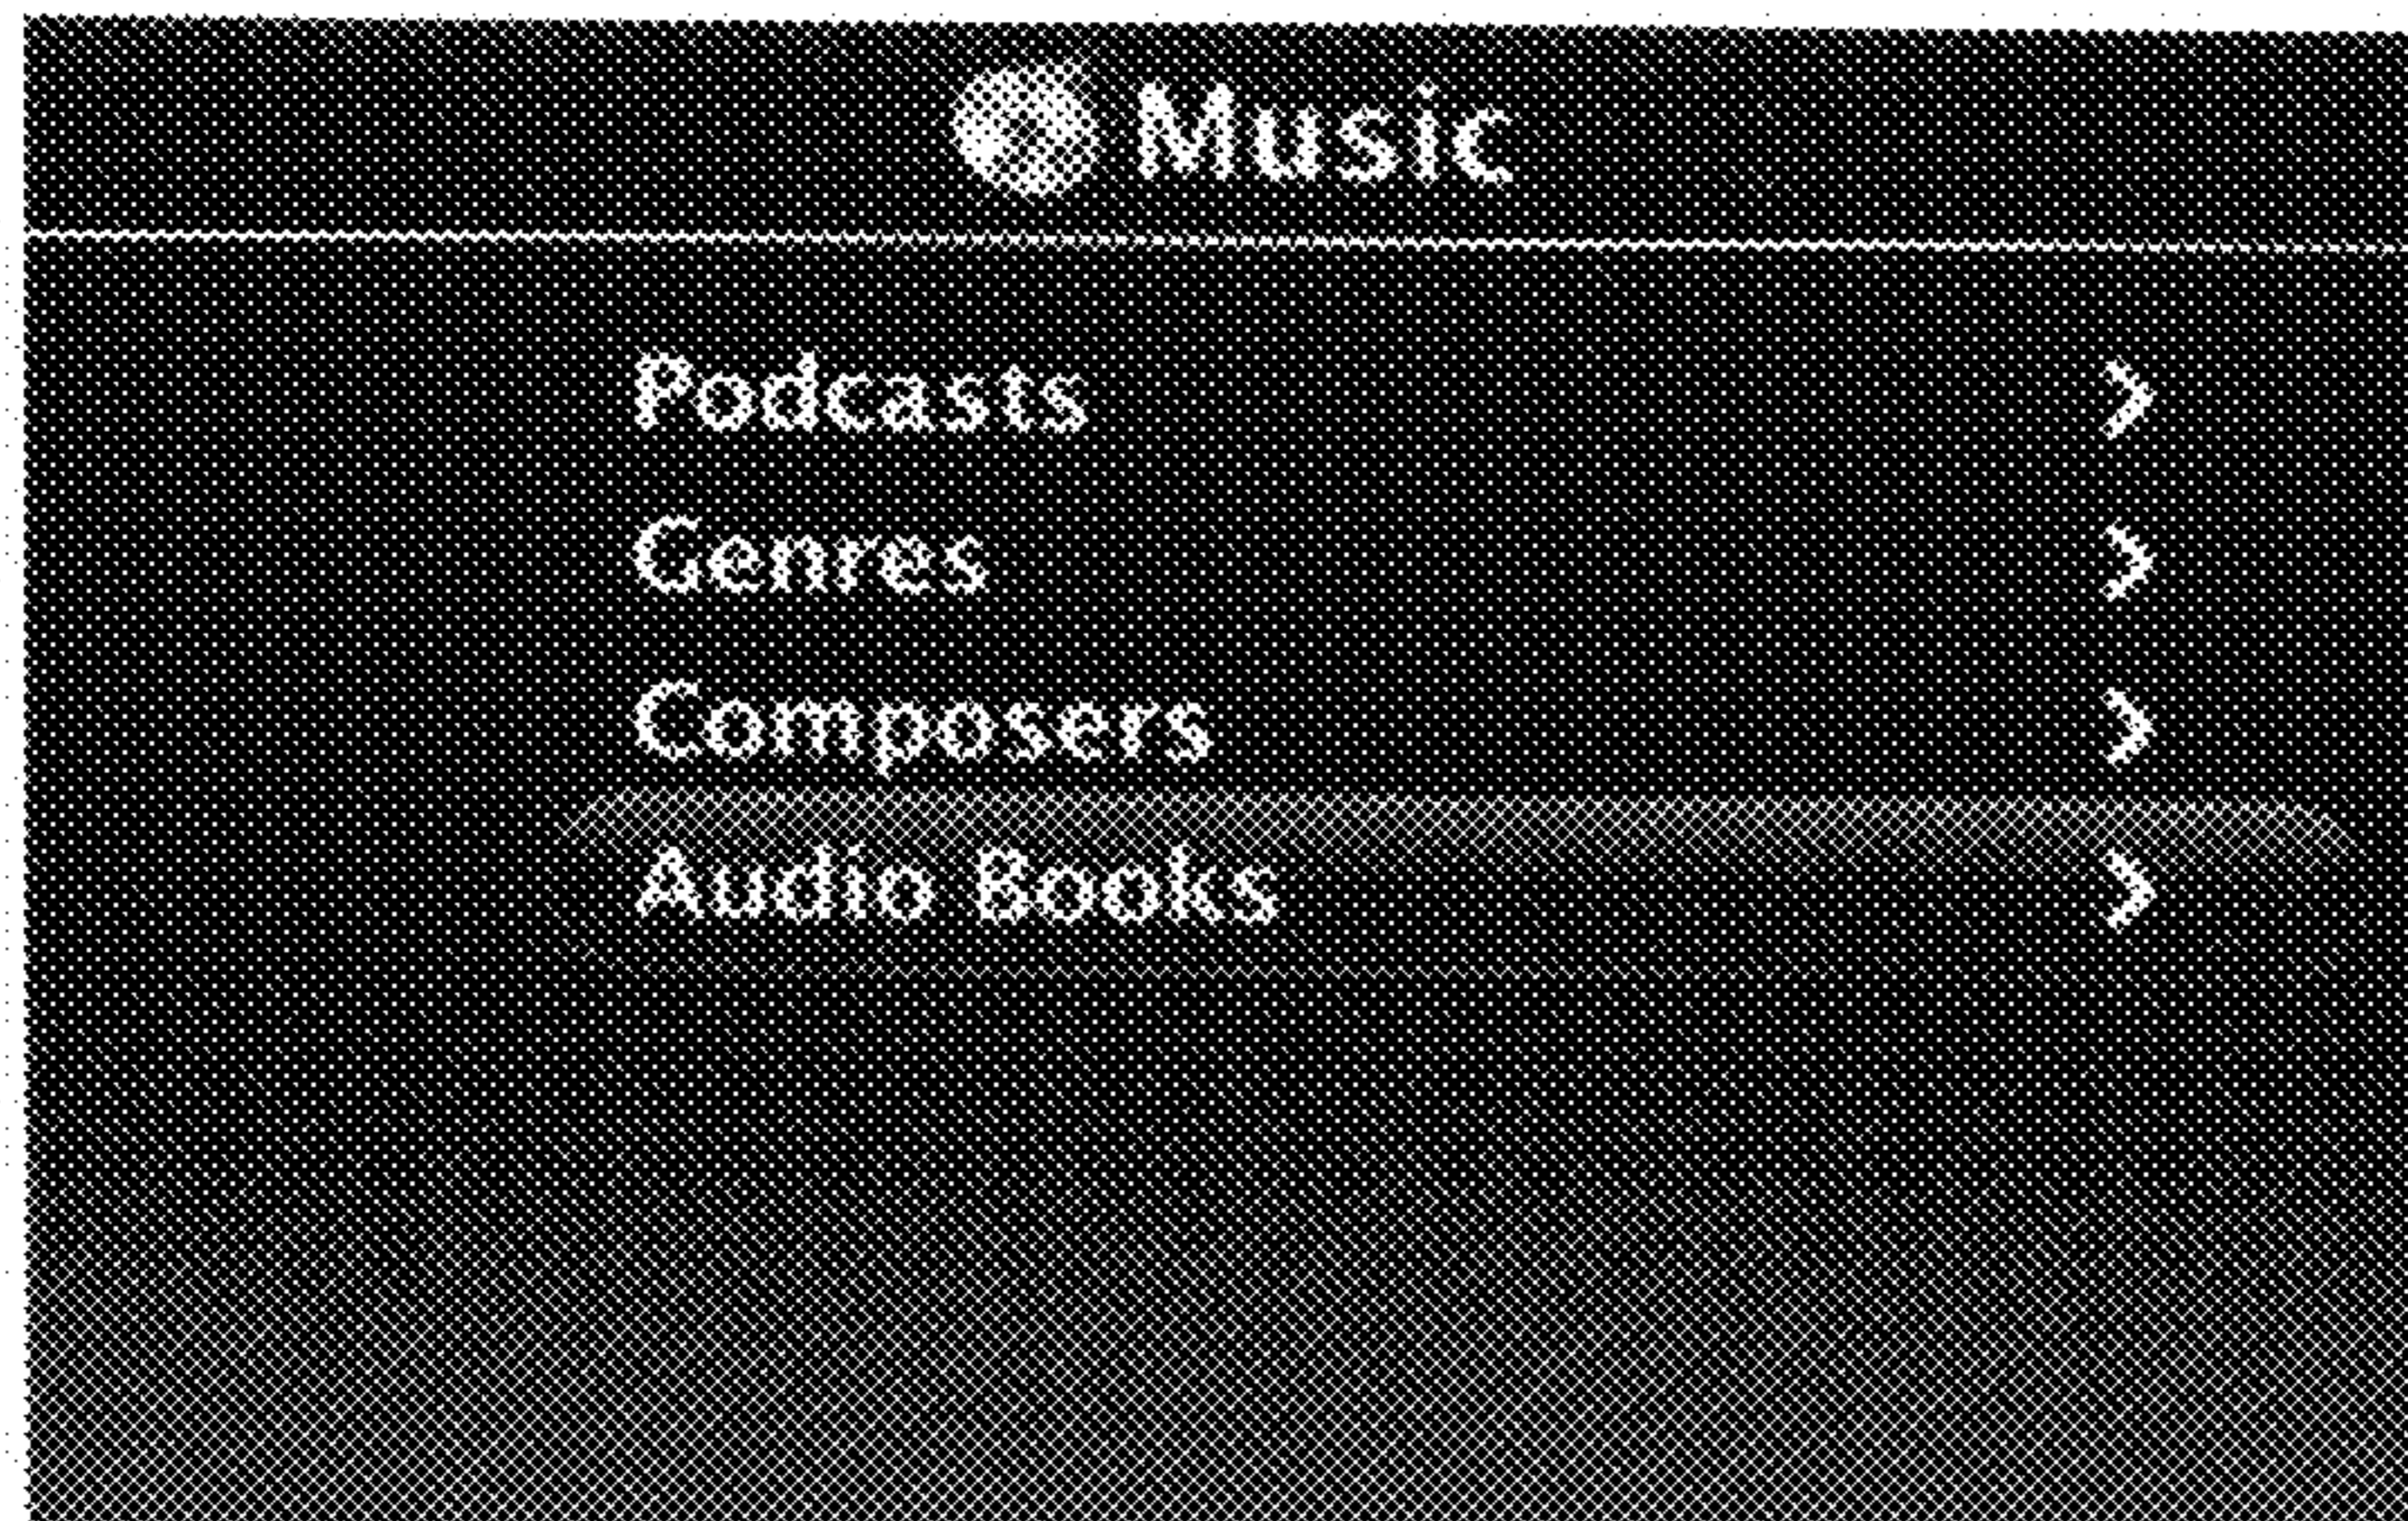 Music
Podcasts >
Genres >
Composers >
Audio Books >